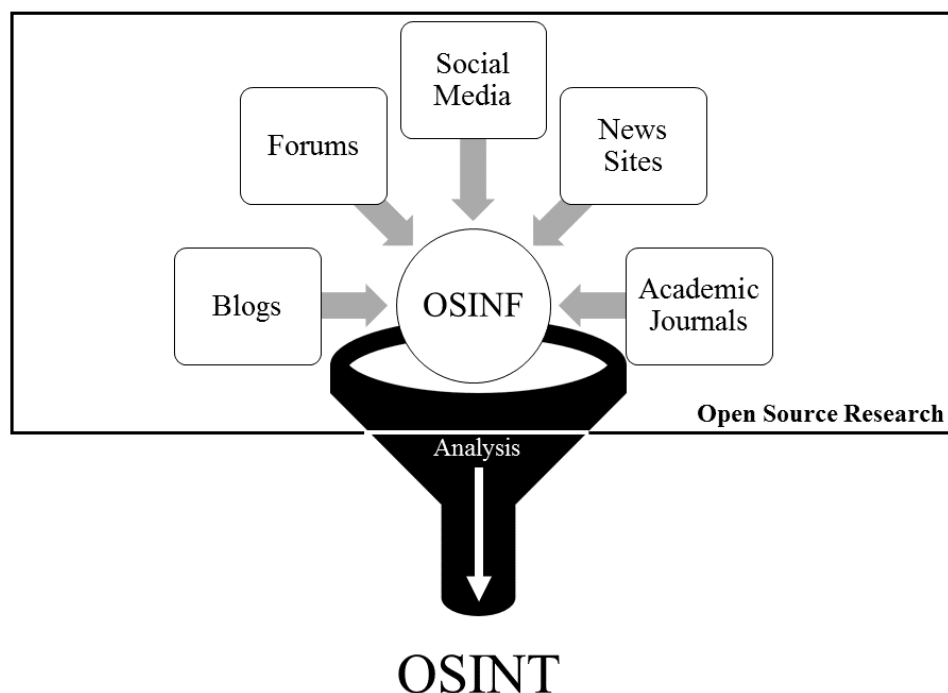 Social
Media
Forums
News
Sites
Blogs
OSINF
Academic
Journals
Open Source Research
Analysis
OSINT